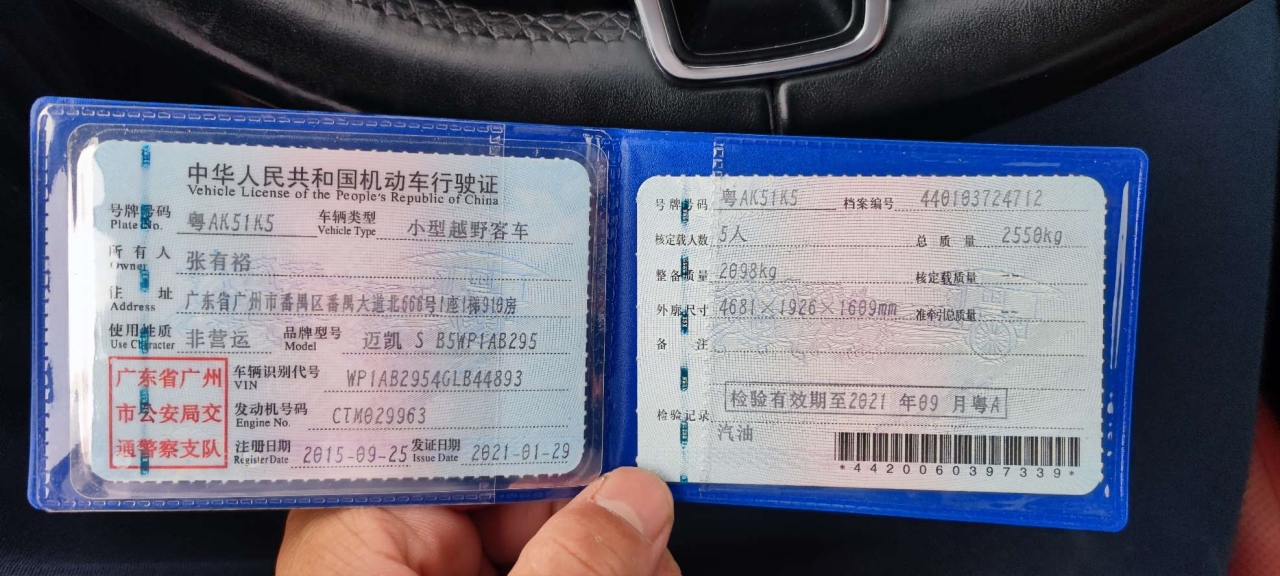 中华人民共和国机动车行驶证
Vehicle License of the People's Republic of China
号牌号码 Plate No. 粤AK51K5 车辆类型 Vehicle Type 小型越野客车
所有人 Owner 张有裕
住址 Address 广东省广州市番禺区番禺大道北666号1座1梯910房
使用性质 Use Character 非营运 品牌型号 Model 迈凯 S B5WP1AB295
广东省广州
市公安局交
通警察支队
车辆识别代号 VIN WP1AB2954GLB44893
发动机号码 Engine No. CTM029963
注册日期 Register Date 2015-09-25 发证日期 Issue Date 2021-01-29
号牌号码 粤AK51K5 档案编号 440103724712
核定载人数 5人 总质量 2550kg
整备质量 2098kg 核定载质量 --
外廓尺寸 4681×1926×1609mm 准牵引总质量 --
备注
检验记录 检验有效期至2021 年09 月粤A
汽油
*4420060397339*